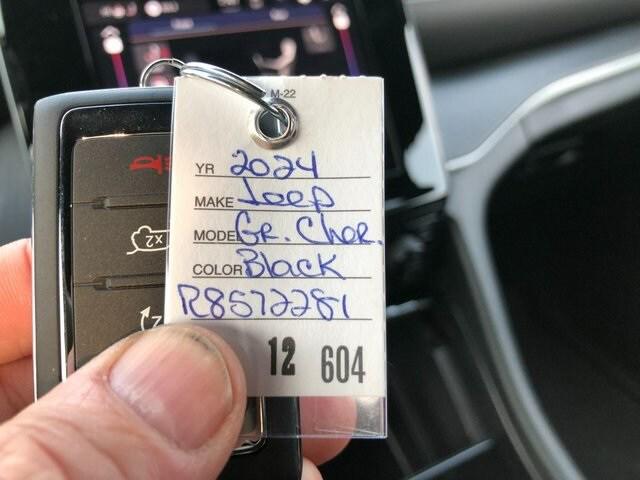 M-22
YR 2024
MAKE Jeep
MODEL Gr. Cher.
COLOR Black
R8572281
12 604
x2